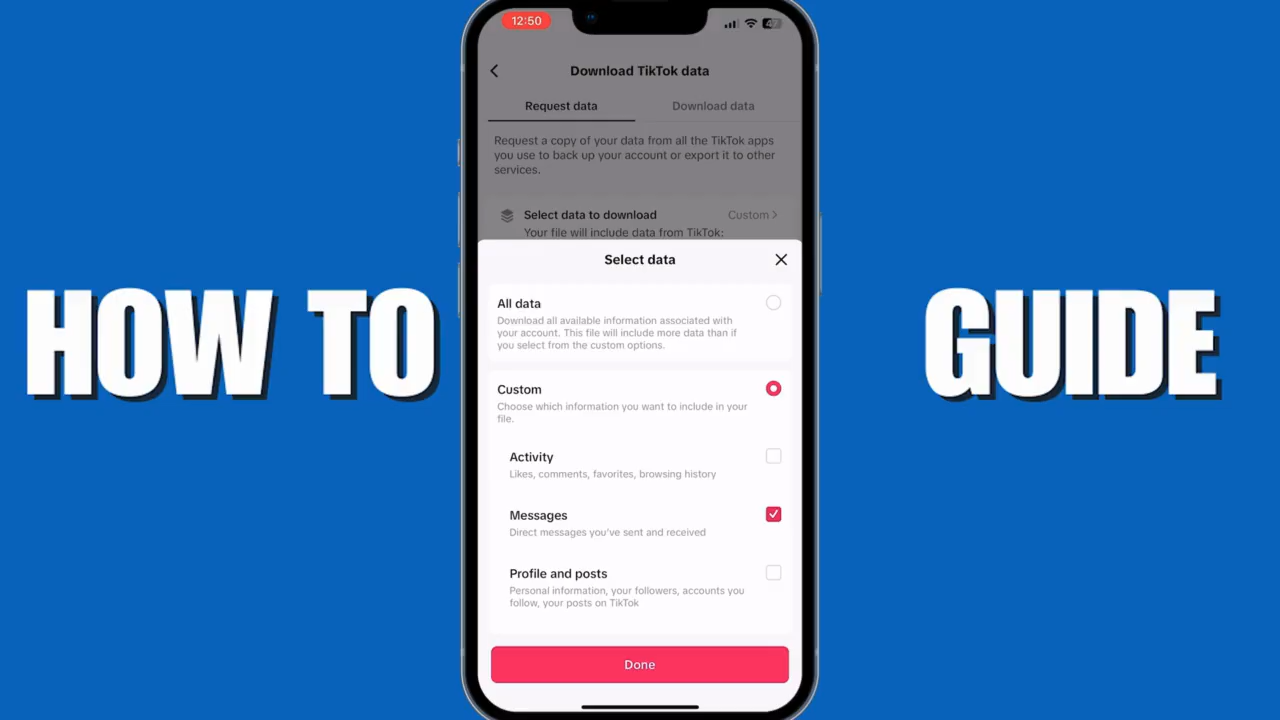 12:50
47
Download TikTok data
Request data
Download data
Request a copy of your data from all the TikTok apps
you use to back up your account or export it to other
services.
Select data to download
Custom
Your file will include data from TikTok:
Select data
All data
Download all available information associated with
your account. This file will include more data than if
you select from the custom options.
HOW TO
GUIDE
Custom
Choose which information you want to include in your
file.
Activity
Likes, comments, favorites, browsing history
Messages
Direct messages you've sent and received
Profile and posts
Personal information, your followers, accounts you
follow, your posts on TikTok
Done